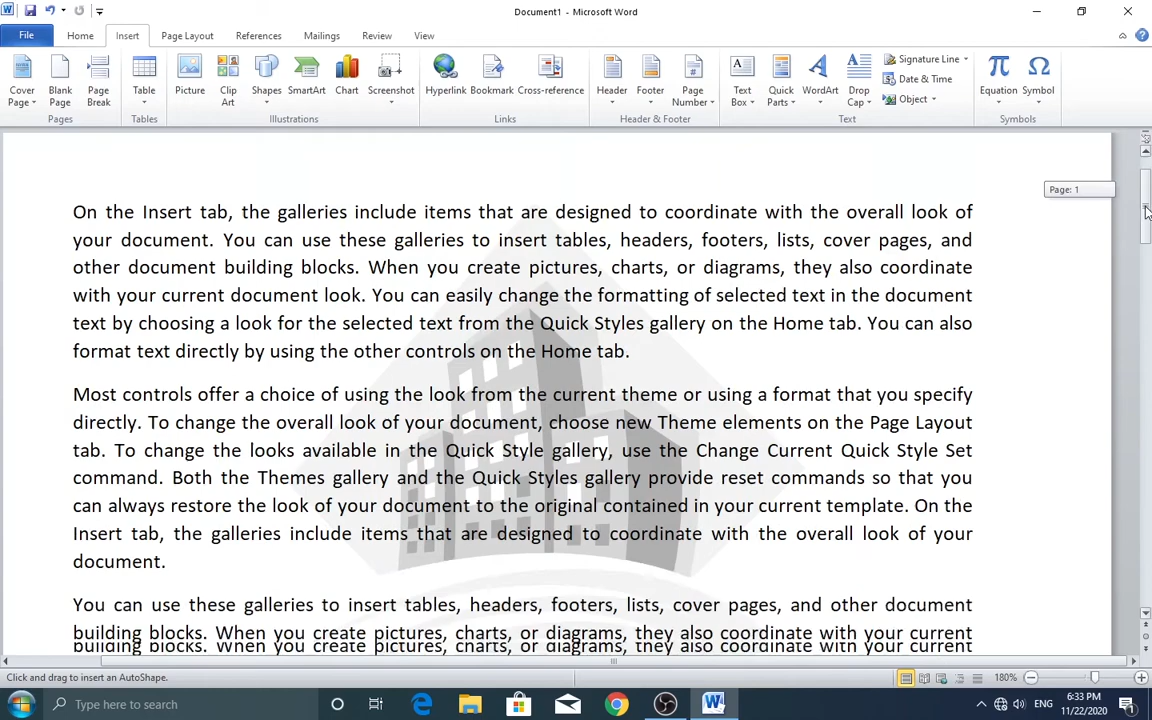 Document1 - Microsoft Word
File Home Insert Page Layout References Mailings Review View
Cover Page Blank Page Page Break Table Picture Clip Art Shapes SmartArt Chart Screenshot Hyperlink Bookmark Cross-reference Header Footer Page Number Text Box Quick Parts WordArt Drop Cap Signature Line Date & Time Object Equation Symbol
Pages Tables Illustrations Links Header & Footer Text Symbols
Page: 1
On the Insert tab, the galleries include items that are designed to coordinate with the overall look of
your document. You can use these galleries to insert tables, headers, footers, lists, cover pages, and
other document building blocks. When you create pictures, charts, or diagrams, they also coordinate
with your current document look. You can easily change the formatting of selected text in the document
text by choosing a look for the selected text from the Quick Styles gallery on the Home tab. You can also
format text directly by using the other controls on the Home tab.
Most controls offer a choice of using the look from the current theme or using a format that you specify
directly. To change the overall look of your document, choose new Theme elements on the Page Layout
tab. To change the looks available in the Quick Style gallery, use the Change Current Quick Style Set
command. Both the Themes gallery and the Quick Styles gallery provide reset commands so that you
can always restore the look of your document to the original contained in your current template. On the
Insert tab, the galleries include items that are designed to coordinate with the overall look of your
document.
You can use these galleries to insert tables, headers, footers, lists, cover pages, and other document
building blocks. When you create pictures, charts, or diagrams, they also coordinate with your current
building blocks. When you create pictures, charts, or diagrams, they also coordinate with your current
Click and drag to insert an AutoShape.
180%
Type here to search
ENG
6:33 PM
11/22/2020